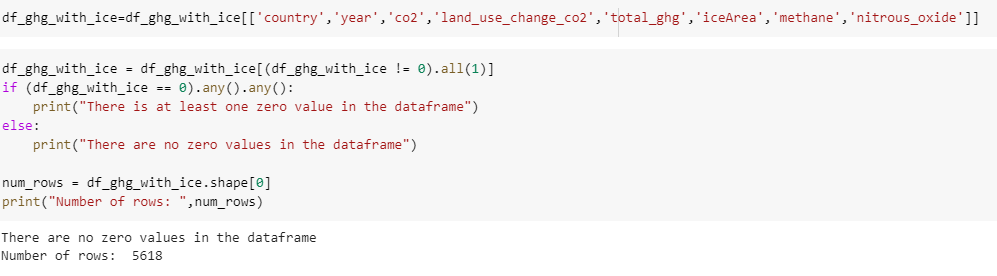 df_ghg_with_ice=df_ghg_with_ice[['country','year','co2','land_use_change_co2','total_ghg','iceArea','methane','nitrous_oxide']]
df_ghg_with_ice = df_ghg_with_ice[(df_ghg_with_ice != 0).all(1)]
if (df_ghg_with_ice == 0).any().any():
    print("There is at least one zero value in the dataframe")
else:
    print("There are no zero values in the dataframe")
num_rows = df_ghg_with_ice.shape[0]
print("Number of rows: ",num_rows)
There are no zero values in the dataframe
Number of rows:  5618